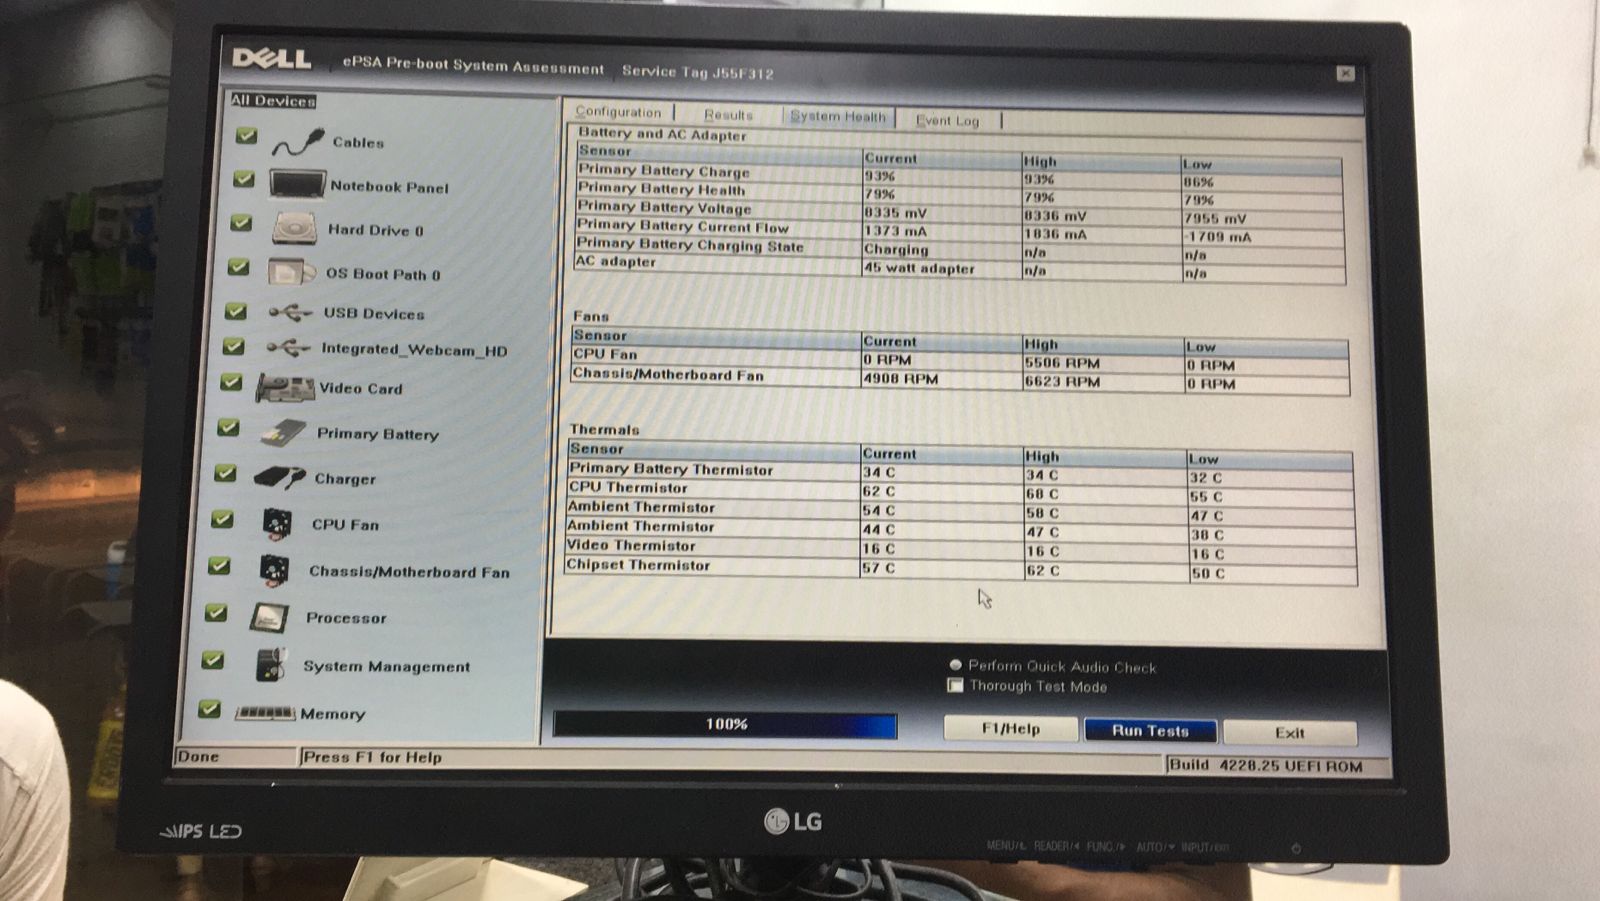 DELL ePSA Pre-boot System Assessment Service Tag J55F312
All Devices
Cables
Notebook Panel
Hard Drive 0
OS Boot Path 0
USB Devices
Integrated_Webcam_HD
Video Card
Primary Battery
Charger
CPU Fan
Chassis/Motherboard Fan
Processor
System Management
Memory
Configuration Results System Health Event Log
Battery and AC Adapter
Sensor Current High Low
Primary Battery Charge 93% 93% 86%
Primary Battery Health 79% 79% 79%
Primary Battery Voltage 8335 mV 8336 mV 7955 mV
Primary Battery Current Flow 1373 mA 1836 mA -1709 mA
Primary Battery Charging State Charging n/a n/a
AC adapter 45 watt adapter n/a n/a
Fans
Sensor Current High Low
CPU Fan 0 RPM 5506 RPM 0 RPM
Chassis/Motherboard Fan 4908 RPM 6623 RPM 0 RPM
Thermals
Sensor Current High Low
Primary Battery Thermistor 34 C 34 C 32 C
CPU Thermistor 62 C 68 C 55 C
Ambient Thermistor 54 C 58 C 47 C
Ambient Thermistor 44 C 47 C 38 C
Video Thermistor 16 C 16 C 16 C
Chipset Thermistor 57 C 62 C 50 C
Perform Quick Audio Check
Thorough Test Mode
100% F1/Help Run Tests Exit
Done Press F1 for Help Build 4228.25 UEFI ROM
IPS LED LG
MENU/ READER/ FUNC./ AUTO/ INPUT/